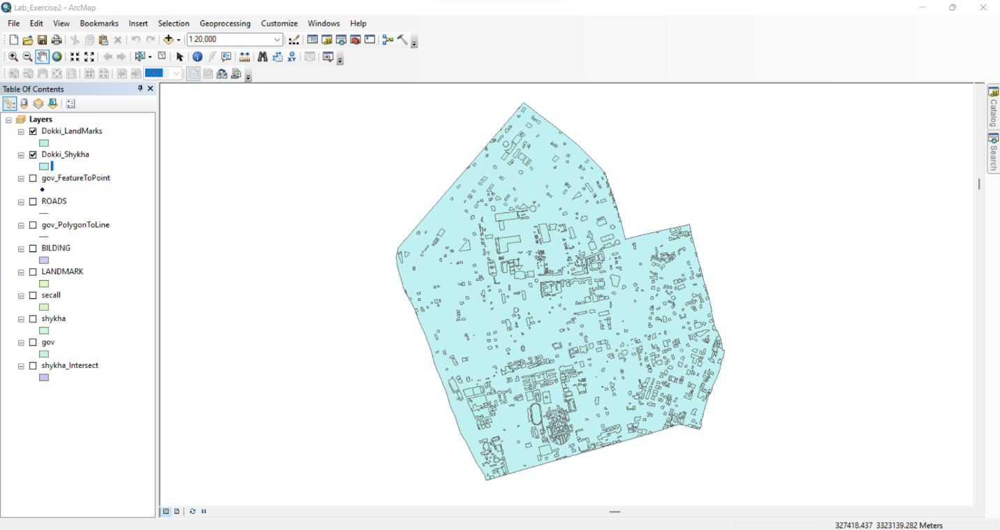 Lab_Exercise2 - ArcMap
File Edit View Bookmarks Insert Selection Geoprocessing Customize Windows Help
1:20,000
XY
Table Of Contents
Layers
Dokki_LandMarks
Dokki_Shykha
gov_FeatureToPoint
ROADS
gov_PolygonToLine
BILDING
LANDMARK
secall
shykha
gov
shykha_Intersect
Catalog
Search
327418.437 3323139.282 Meters